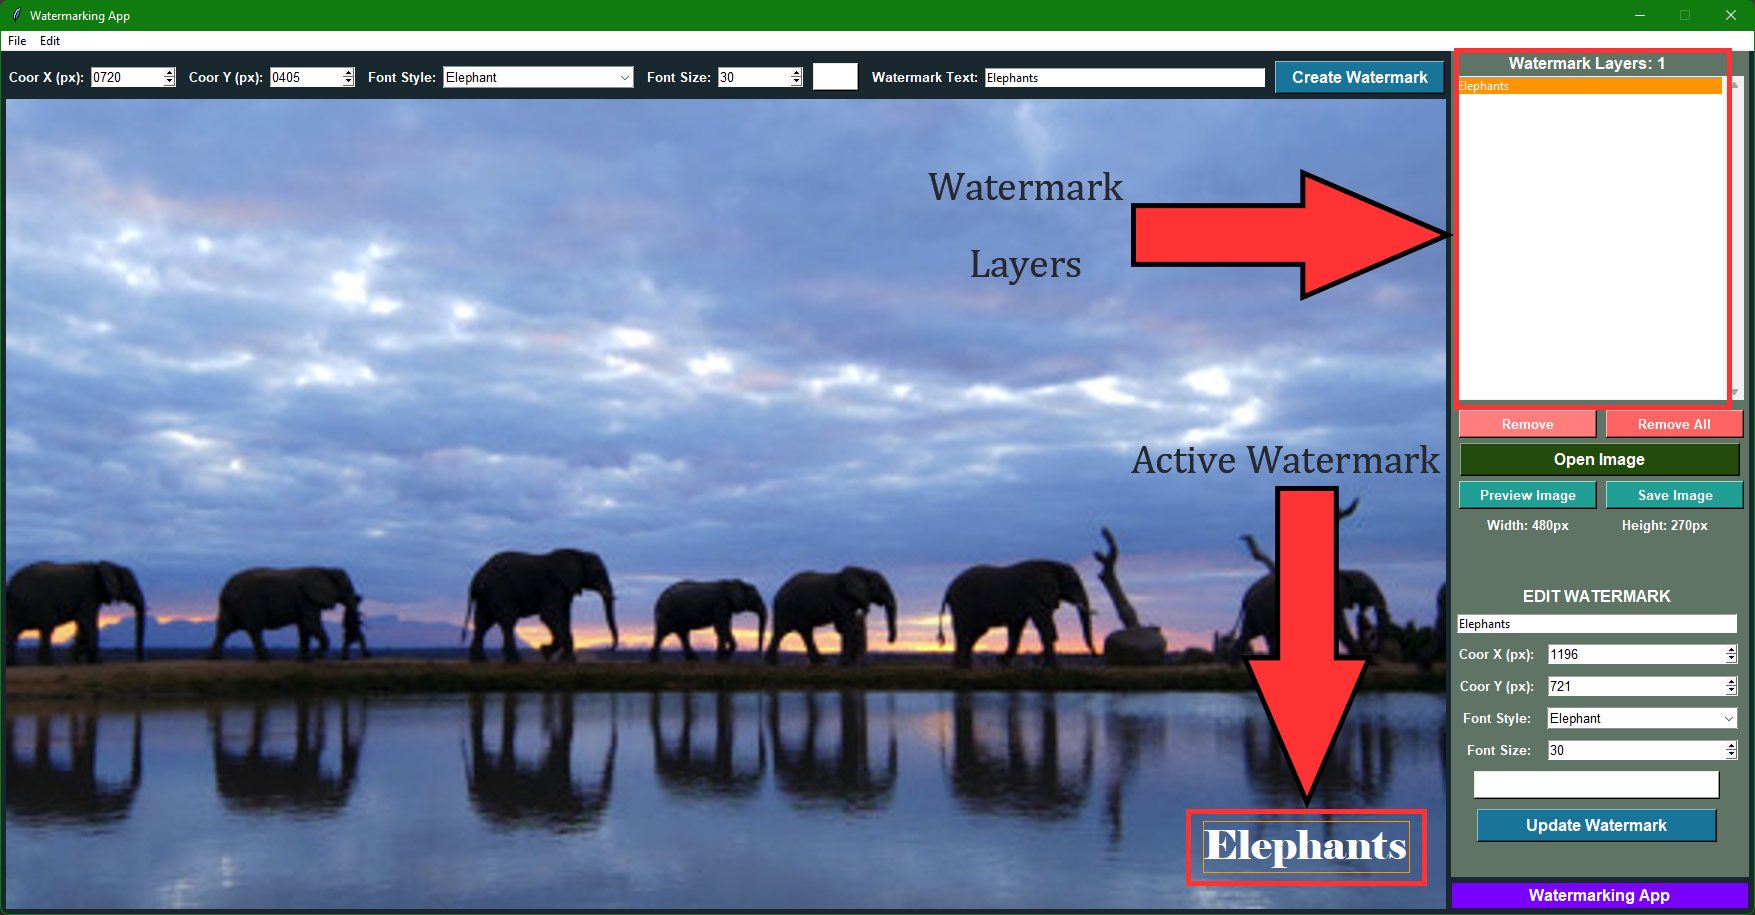 Watermarking App
File Edit
Coor X (px): 0720 Coor Y (px): 0405 Font Style: Elephant Font Size: 30 Watermark Text: Elephants Create Watermark
Watermark Layers: 1
Elephants
Watermark
Layers
Remove Remove All
Open Image
Preview Image Save Image
Width: 480px Height: 270px
Active Watermark
EDIT WATERMARK
Elephants
Coor X (px): 1196
Coor Y (px): 721
Font Style: Elephant
Font Size: 30
Update Watermark
Elephants
Watermarking App